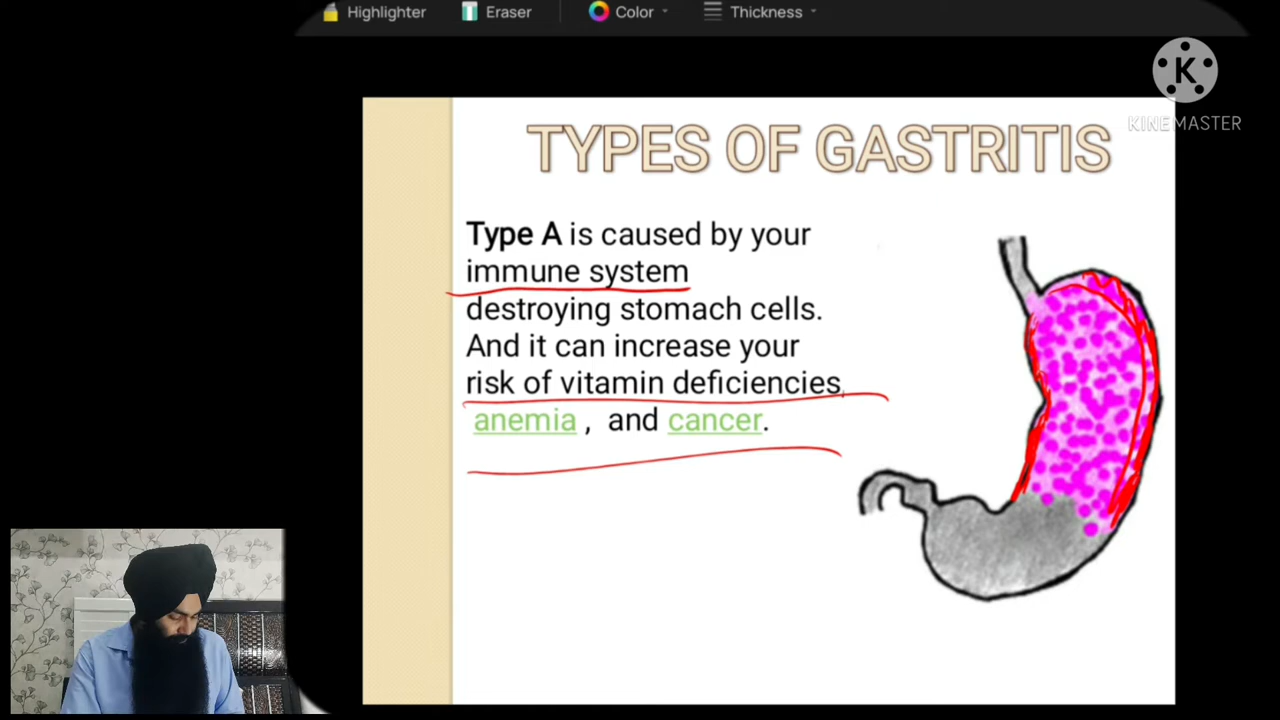 Highlighter Eraser Color Thickness
K
KINEMASTER
TYPES OF GASTRITIS
Type A is caused by your
immune system
destroying stomach cells.
And it can increase your
risk of vitamin deficiencies,
anemia , and cancer.